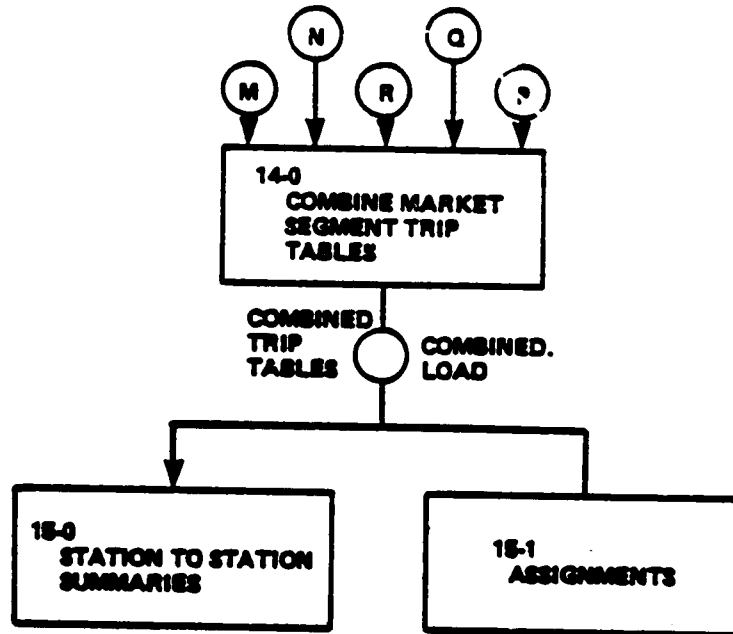 N
Q
M
R
14-0
COMBINE MARKET
SEGMENT TRIP
TABLES
COMBINED
TRIP
TABLES
COMBINED.
LOAD
15-0
STATION TO STATION
SUMMARIES
15-1
ASSIGNMENTS